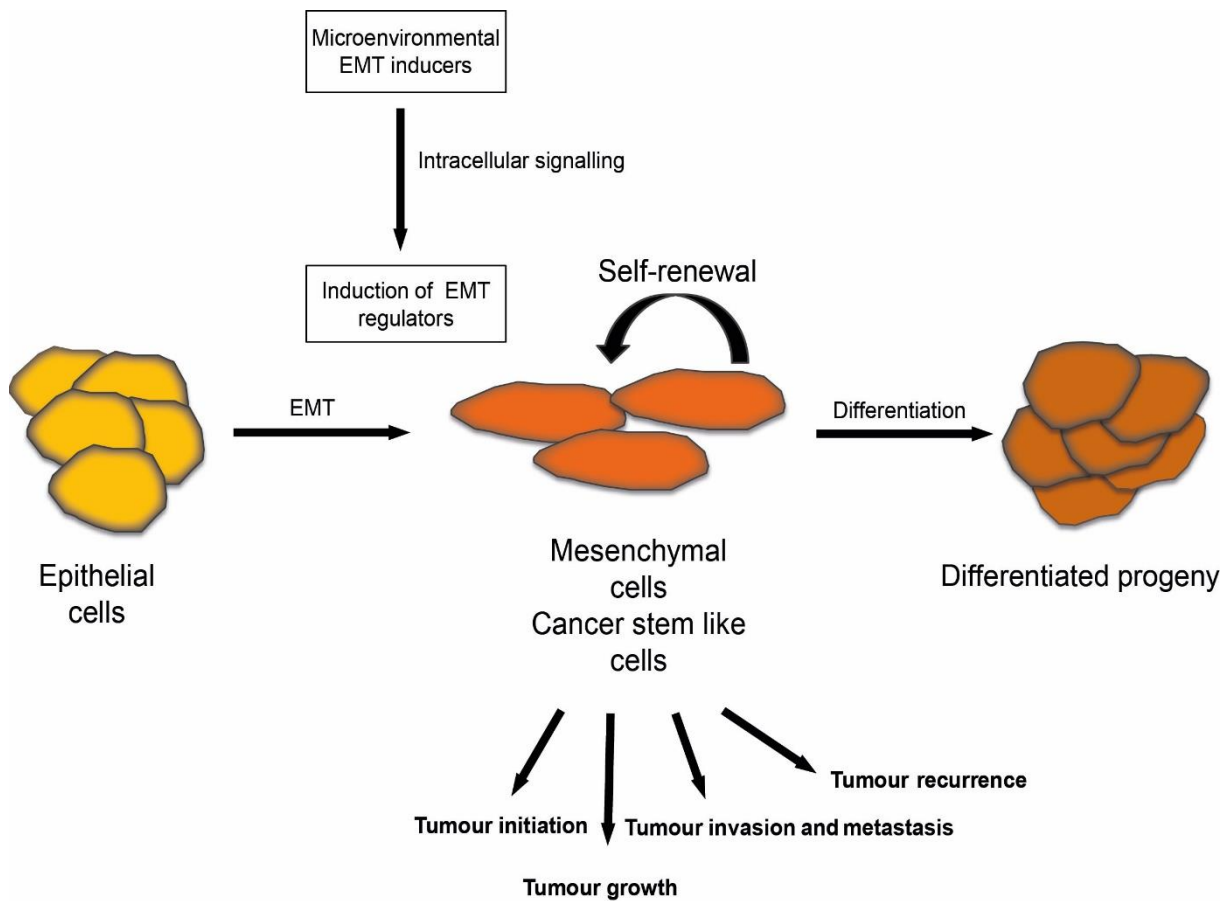 Microenvironmental
EMT inducers
Intracellular signalling
Induction of EMT
regulators
Self-renewal
EMT
Differentiation
Epithelial
cells
Mesenchymal
cells
Cancer stem like
cells
Differentiated progeny
Tumour recurrence
Tumour initiation
Tumour invasion and metastasis
Tumour growth